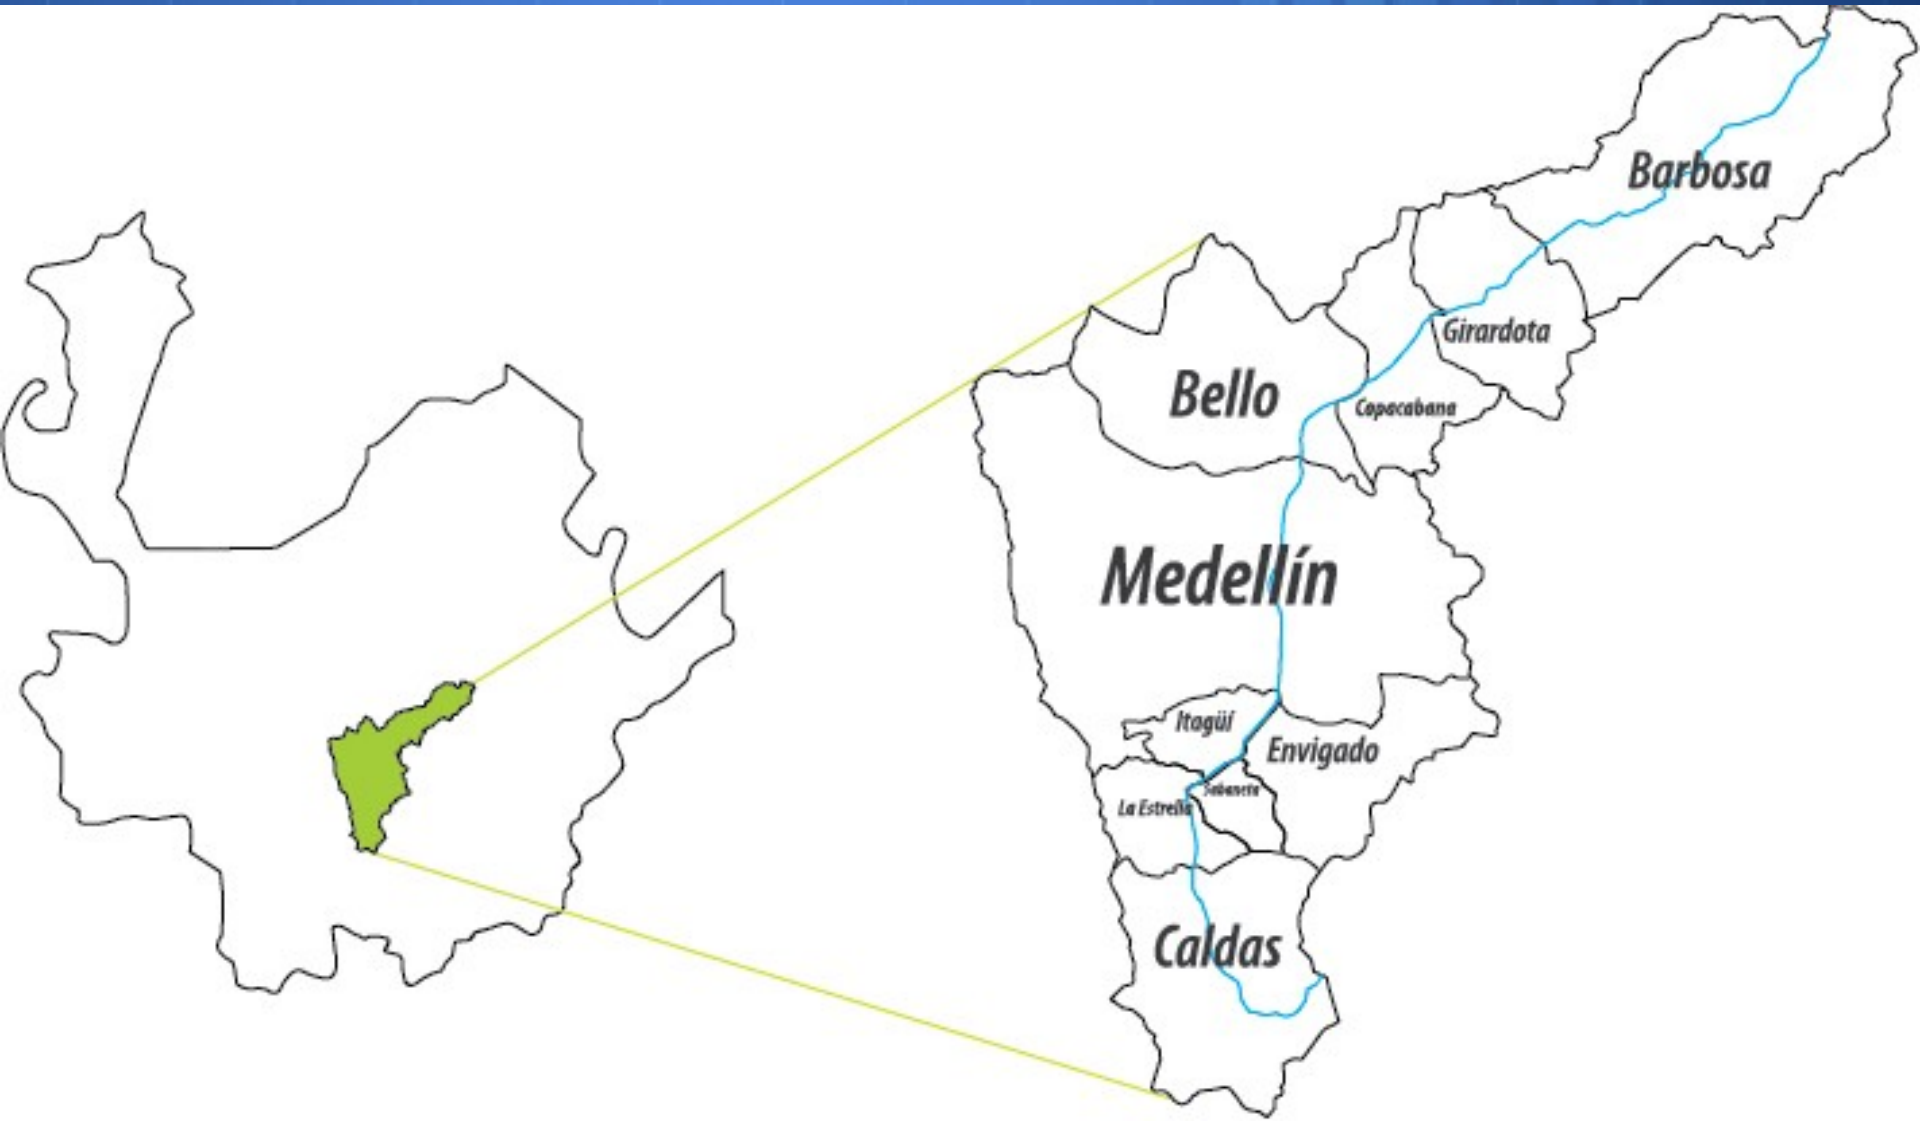 Barbosa
Girardota
Bello
Copacabana
Medellín
Itagüí
Envigado
Sabaneta
La Estrella
Caldas